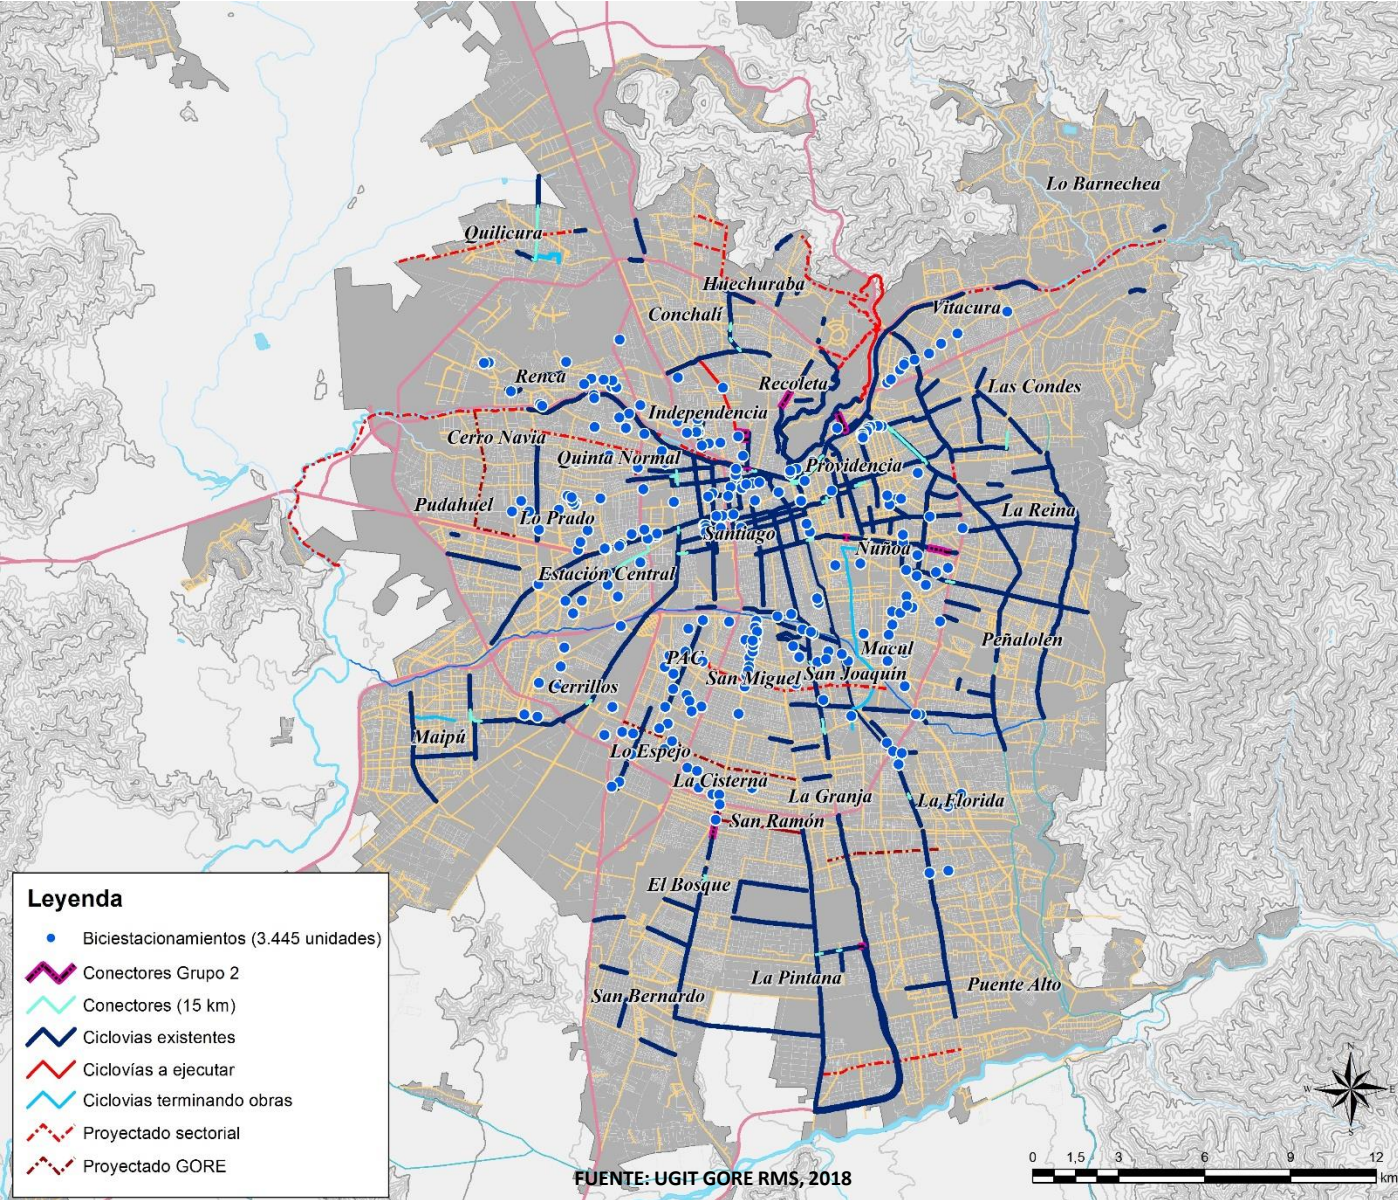 Lo Barnechea
Quilicura
Huechuraba
Vitacura
Conchalí
Renca
Recoleta
Las Condes
Independencia
Cerro Navia
Quinta Normal
Providencia
Pudahuel
Lo Prado
La Reina
Santiago
Ñuñoa
Estación Central
Peñalolén
Macul
PAC
San Miguel
San Joaquín
Cerrillos
Maipú
Lo Espejo
La Cisterna
La Granja
La Florida
San Ramón
El Bosque
La Pintana
Puente Alto
San Bernardo
Leyenda
Biciestacionamientos (3.445 unidades)
Conectores Grupo 2
Conectores (15 km)
Ciclovias existentes
Ciclovías a ejecutar
Ciclovias terminando obras
Proyectado sectorial
Proyectado GORE
N
W E
S
0 1,5 3 6 9 12
km
FUENTE: UGIT GORE RMS, 2018